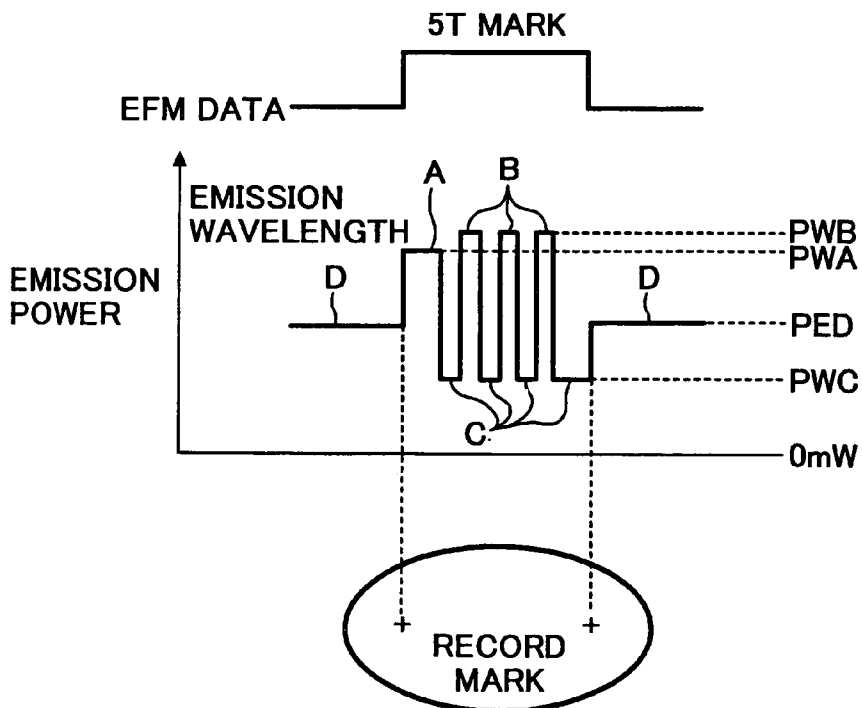 5T MARK
EFM DATA
A
B
EMISSION
WAVELENGTH
PWB
PWA
EMISSION
POWER
D
D
PED
PWC
C
0mW
RECORD
MARK